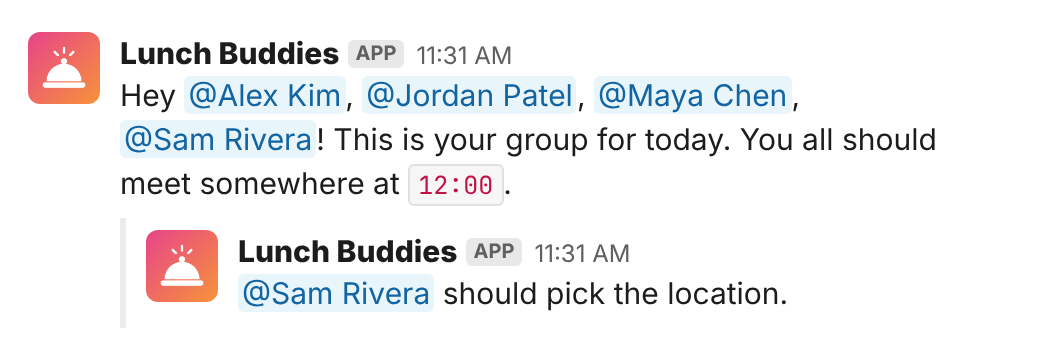 Lunch Buddies APP 11:31 AM
Hey @Alex Kim, @Jordan Patel, @Maya Chen,
@Sam Rivera! This is your group for today. You all should
meet somewhere at 12:00.
Lunch Buddies APP 11:31 AM
@Sam Rivera should pick the location.